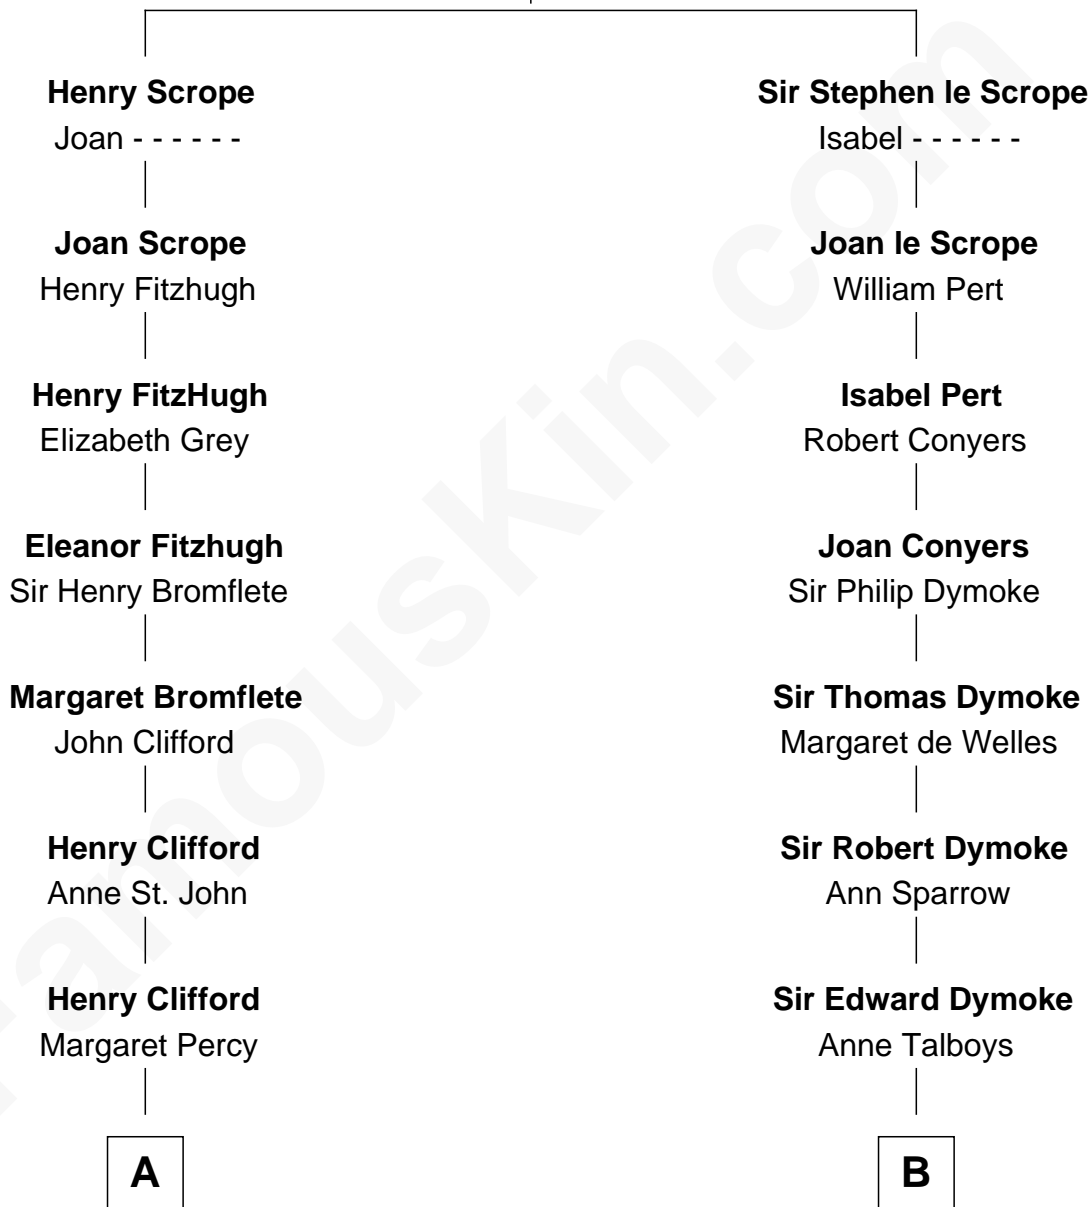 Henry Scrope
Joan - - - - - -
Joan Scrope
Henry Fitzhugh
Henry FitzHugh
Elizabeth Grey
Eleanor Fitzhugh
Sir Henry Bromflete
Margaret Bromflete
John Clifford
Henry Clifford
Anne St. John
Henry Clifford
Margaret Percy
A
Sir Stephen le Scrope
Isabel - - - - - -
Joan le Scrope
William Pert
Isabel Pert
Robert Conyers
Joan Conyers
Sir Philip Dymoke
Sir Thomas Dymoke
Margaret de Welles
Sir Robert Dymoke
Ann Sparrow
Sir Edward Dymoke
Anne Talboys
B
FamousKin.com